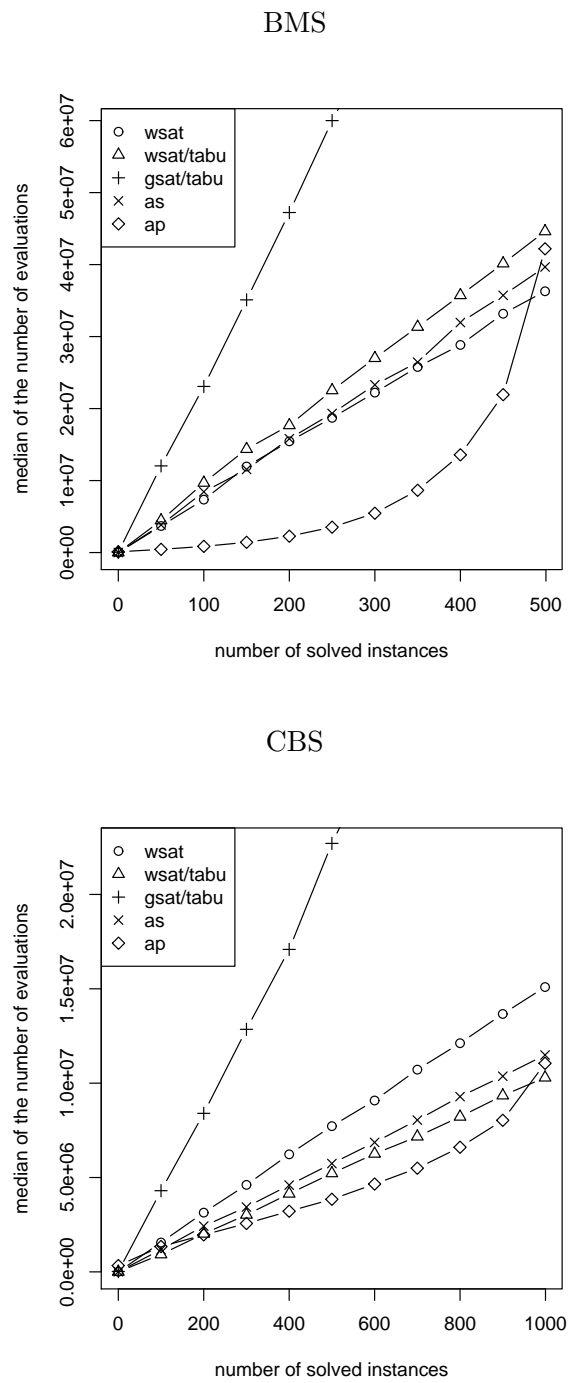 BMS
wsat
wsat/tabu
gsat/tabu
as
ap
median of the number of evaluations
0e+00
1e+07
2e+07
3e+07
4e+07
5e+07
6e+07
0 100 200 300 400 500
number of solved instances
CBS
wsat
wsat/tabu
gsat/tabu
as
ap
median of the number of evaluations
0.0e+00
5.0e+06
1.0e+07
1.5e+07
2.0e+07
0 200 400 600 800 1000
number of solved instances